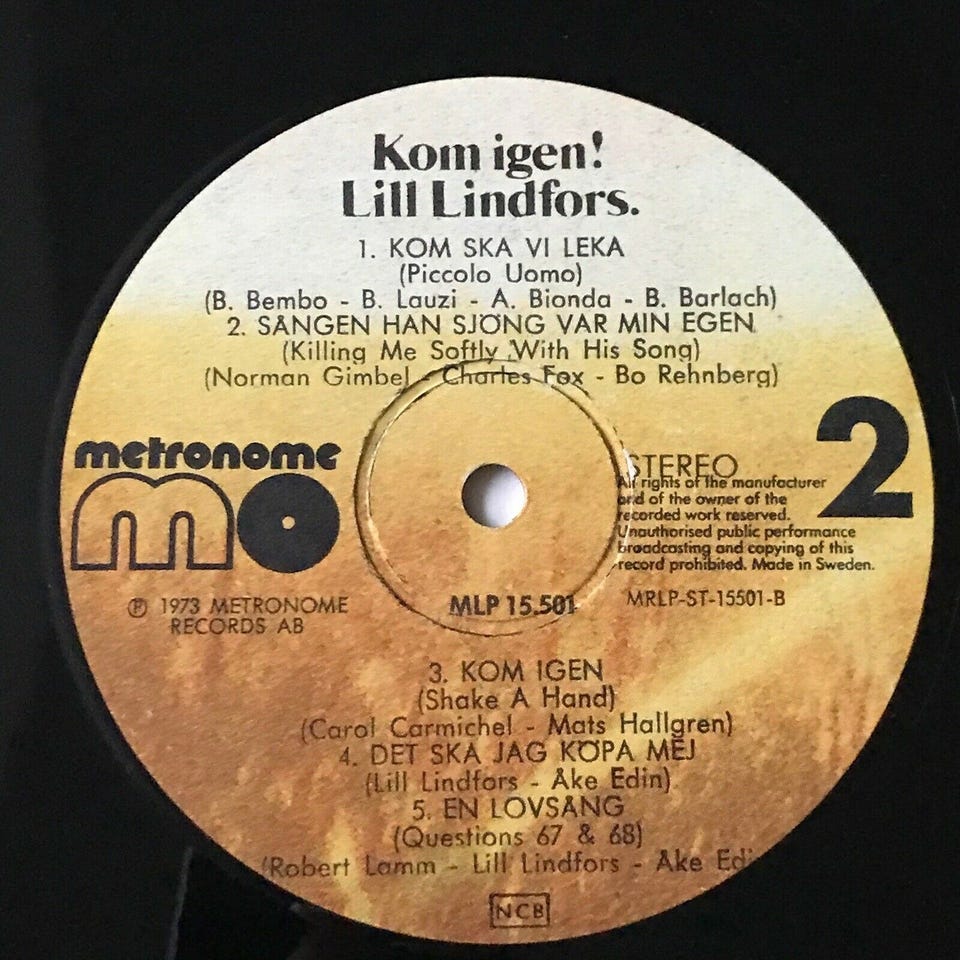 Kom igen!
Lill Lindfors.
1. KOM SKA VI LEKA
(Piccolo Uomo)
(B. Bembo - B. Lauzi - A. Bionda - B. Barlach)
2. SÅNGEN HAN SJÖNG VAR MIN EGEN
(Killing Me Softly With His Song)
(Norman Gimbel - Charles Fox - Bo Rehnberg)
metronome
mo
2
STEREO
All rights of the manufacturer
and of the owner of the
recorded work reserved.
Unauthorised public performance
broadcasting and copying of this
record prohibited. Made in Sweden.
℗ 1973 METRONOME
RECORDS AB
MLP 15.501
MRLP-ST-15501-B
3. KOM IGEN
(Shake A Hand)
(Carol Carmichel - Mats Hallgren)
4. DET SKA JAG KÖPA MEJ
(Lill Lindfors - Åke Edin)
5. EN LOVSÅNG
(Questions 67 & 68)
(Robert Lamm - Lill Lindfors - Åke Edi
NCB